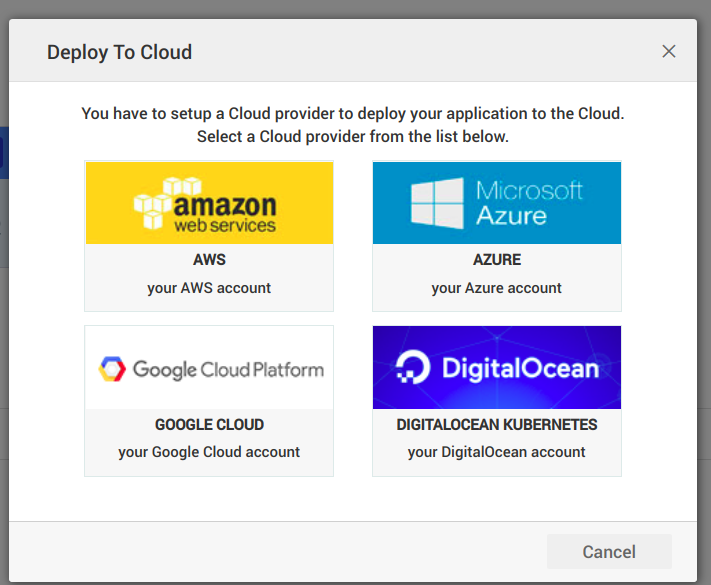 Deploy To Cloud
You have to setup a Cloud provider to deploy your application to the Cloud.
Select a Cloud provider from the list below.
amazon
web services
Microsoft
Azure
AWS
AZURE
your AWS account
your Azure account
Google Cloud Platform
DigitalOcean
GOOGLE CLOUD
DIGITALOCEAN KUBERNETES
your Google Cloud account
your DigitalOcean account
Cancel